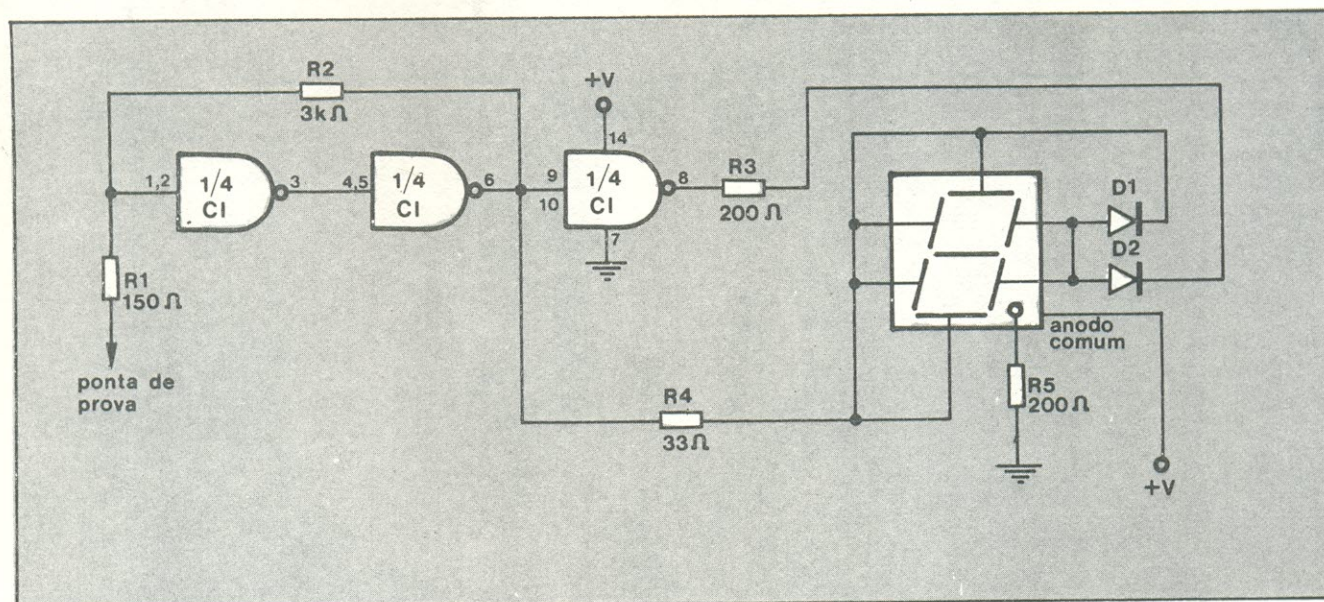 R2
3kΩ
+V
14
1,2
1/4
CI
3
4,5
1/4
CI
6
9
10
1/4
CI
8
7
R3
200Ω
D1
D2
R1
150Ω
ponta de
prova
anodo
comum
R4
33Ω
R5
200Ω
+V